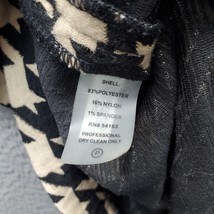 SHELL:
83%POLYESTER
16% NYLON
1% SPANDEX
RN# 54163
PROFESSIONAL
DRY CLEAN ONLY